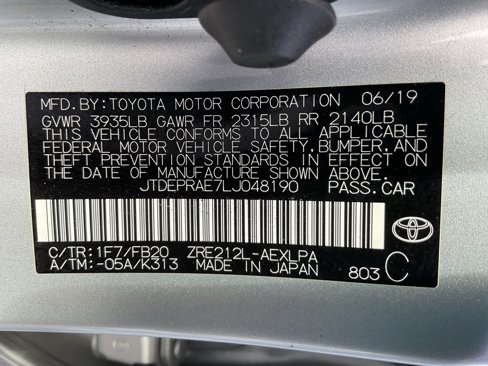 MFD.BY:TOYOTA MOTOR CORPORATION 06/19
GVWR 3935LB GAWR FR 2315LB RR 2140LB
THIS VEHICLE CONFORMS TO ALL APPLICABLE
FEDERAL MOTOR VEHICLE SAFETY,BUMPER,AND
THEFT PREVENTION STANDARDS IN EFFECT ON
THE DATE OF MANUFACTURE SHOWN ABOVE.
JTDEPRAE7LJ048190 PASS.CAR
C/TR:1F7/FB20 ZRE212L-AEXLPA
A/TM:-05A/K313 MADE IN JAPAN 803 C
TOYOTA